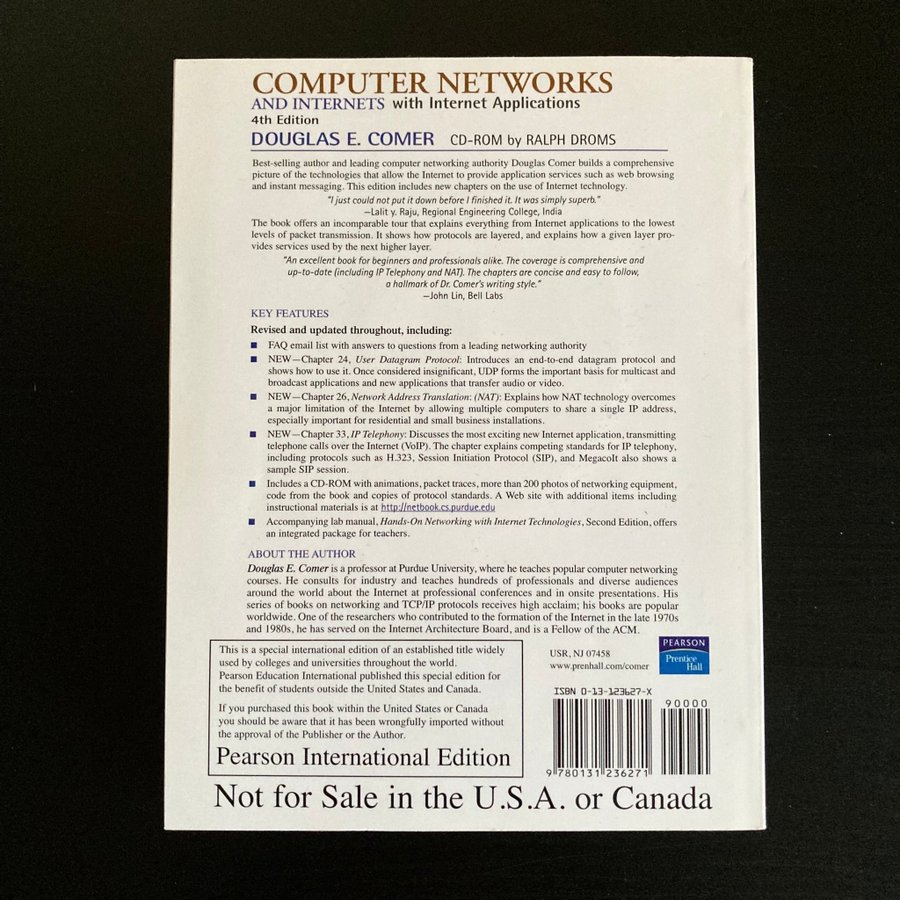 COMPUTER NETWORKS
AND INTERNETS with Internet Applications
4th Edition
DOUGLAS E. COMER CD-ROM by RALPH DROMS
Best-selling author and leading computer networking authority Douglas Comer builds a comprehensive
picture of the technologies that allow the Internet to provide application services such as web browsing
and instant messaging. This edition includes new chapters on the use of Internet technology.
"I just could not put it down before I finished it. It was simply superb."
—Lalit y. Raju, Regional Engineering College, India
The book offers an incomparable tour that explains everything from Internet applications to the lowest
levels of packet transmission. It shows how protocols are layered, and explains how a given layer pro-
vides services used by the next higher layer.
"An excellent book for beginners and professionals alike. The coverage is comprehensive and
up-to-date (including IP Telephony and NAT). The chapters are concise and easy to follow,
a hallmark of Dr. Comer's writing style."
—John Lin, Bell Labs
KEY FEATURES
Revised and updated throughout, including:
■ FAQ email list with answers to questions from a leading networking authority
■ NEW—Chapter 24, User Datagram Protocol: Introduces an end-to-end datagram protocol and
shows how to use it. Once considered insignificant, UDP forms the important basis for multicast and
broadcast applications and new applications that transfer audio or video.
■ NEW—Chapter 26, Network Address Translation: (NAT): Explains how NAT technology overcomes
a major limitation of the Internet by allowing multiple computers to share a single IP address,
especially important for residential and small business installations.
■ NEW—Chapter 33, IP Telephony: Discusses the most exciting new Internet application, transmitting
telephone calls over the Internet (VoIP). The chapter explains competing standards for IP telephony,
including protocols such as H.323, Session Initiation Protocol (SIP), and Megacolt also shows a
sample SIP session.
■ Includes a CD-ROM with animations, packet traces, more than 200 photos of networking equipment,
code from the book and copies of protocol standards. A Web site with additional items including
instructional materials is at http://netbook.cs.purdue.edu
■ Accompanying lab manual, Hands-On Networking with Internet Technologies, Second Edition, offers
an integrated package for teachers.
ABOUT THE AUTHOR
Douglas E. Comer is a professor at Purdue University, where he teaches popular computer networking
courses. He consults for industry and teaches hundreds of professionals and diverse audiences
around the world about the Internet at professional conferences and in onsite presentations. His
series of books on networking and TCP/IP protocols receives high acclaim; his books are popular
worldwide. One of the researchers who contributed to the formation of the Internet in the late 1970s
and 1980s, he has served on the Internet Architecture Board, and is a Fellow of the ACM.
This is a special international edition of an established title widely
used by colleges and universities throughout the world.
Pearson Education International published this special edition for
the benefit of students outside the United States and Canada.
If you purchased this book within the United States or Canada
you should be aware that it has been wrongfully imported without
the approval of the Publisher or the Author.
Pearson International Edition
USR, NJ 07458
www.prenhall.com/comer
PEARSON
Prentice
Hall
ISBN 0-13-123627-X
90000
9 780131 236271
Not for Sale in the U.S.A. or Canada